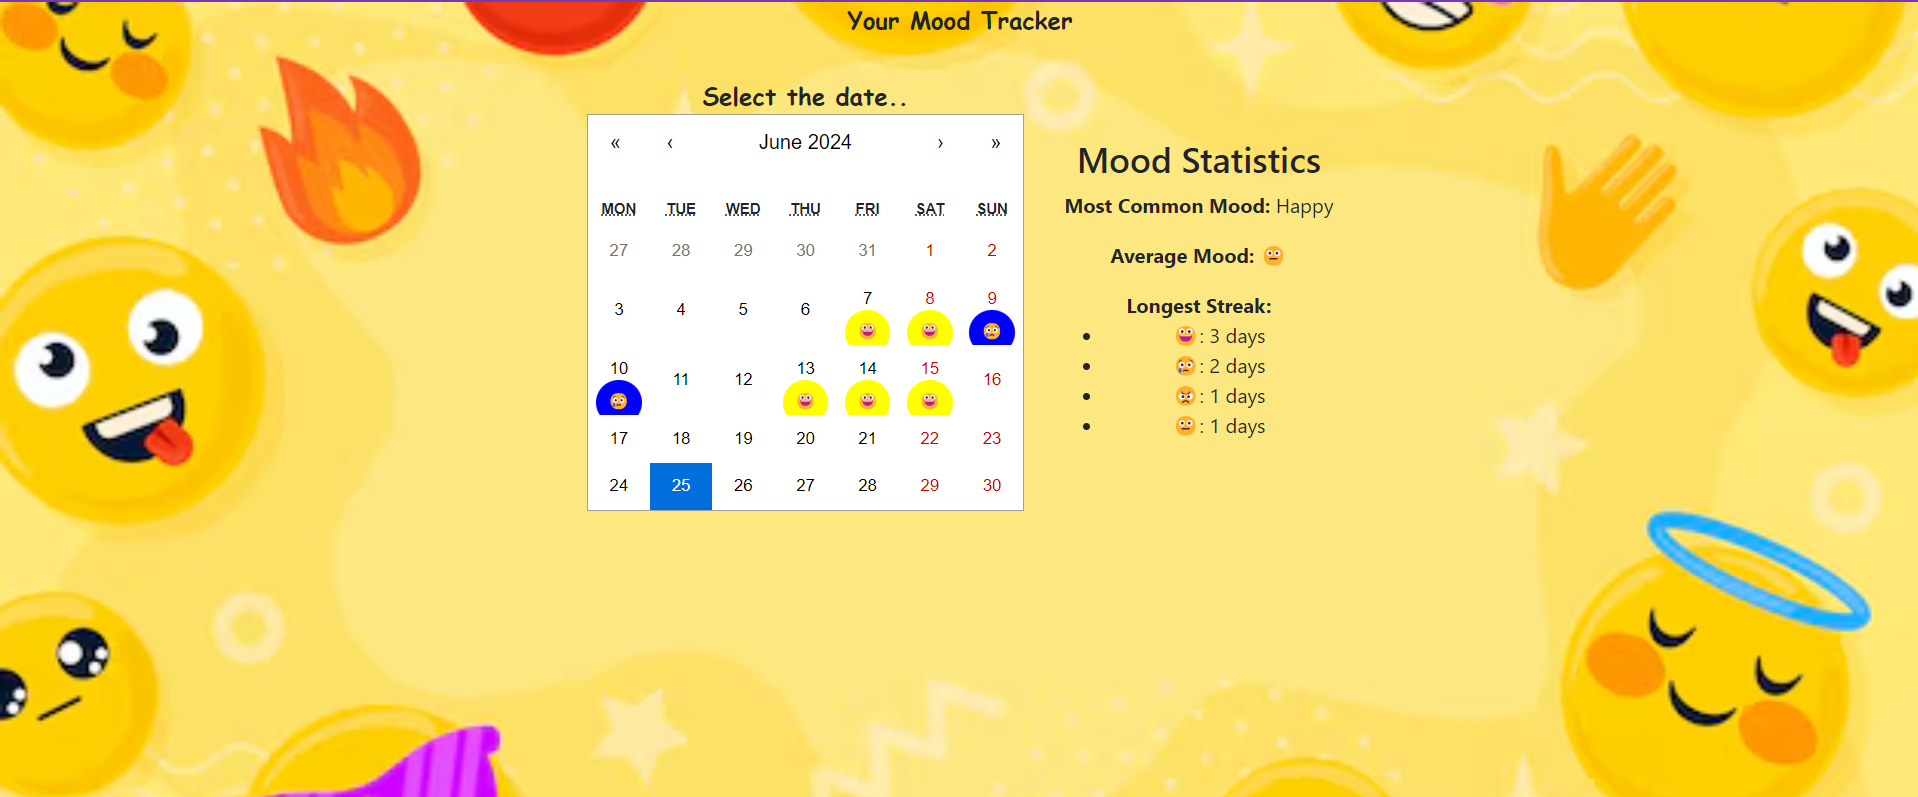 Your Mood Tracker
Select the date..
« ‹ June 2024 › »
MON TUE WED THU FRI SAT SUN
27 28 29 30 31 1 2
3 4 5 6 7 8 9
10 11 12 13 14 15 16
17 18 19 20 21 22 23
24 25 26 27 28 29 30
Mood Statistics
Most Common Mood: Happy
Average Mood: 😐
Longest Streak:
• 😀 : 3 days
• 😢 : 2 days
• 😠 : 1 days
• 😐 : 1 days